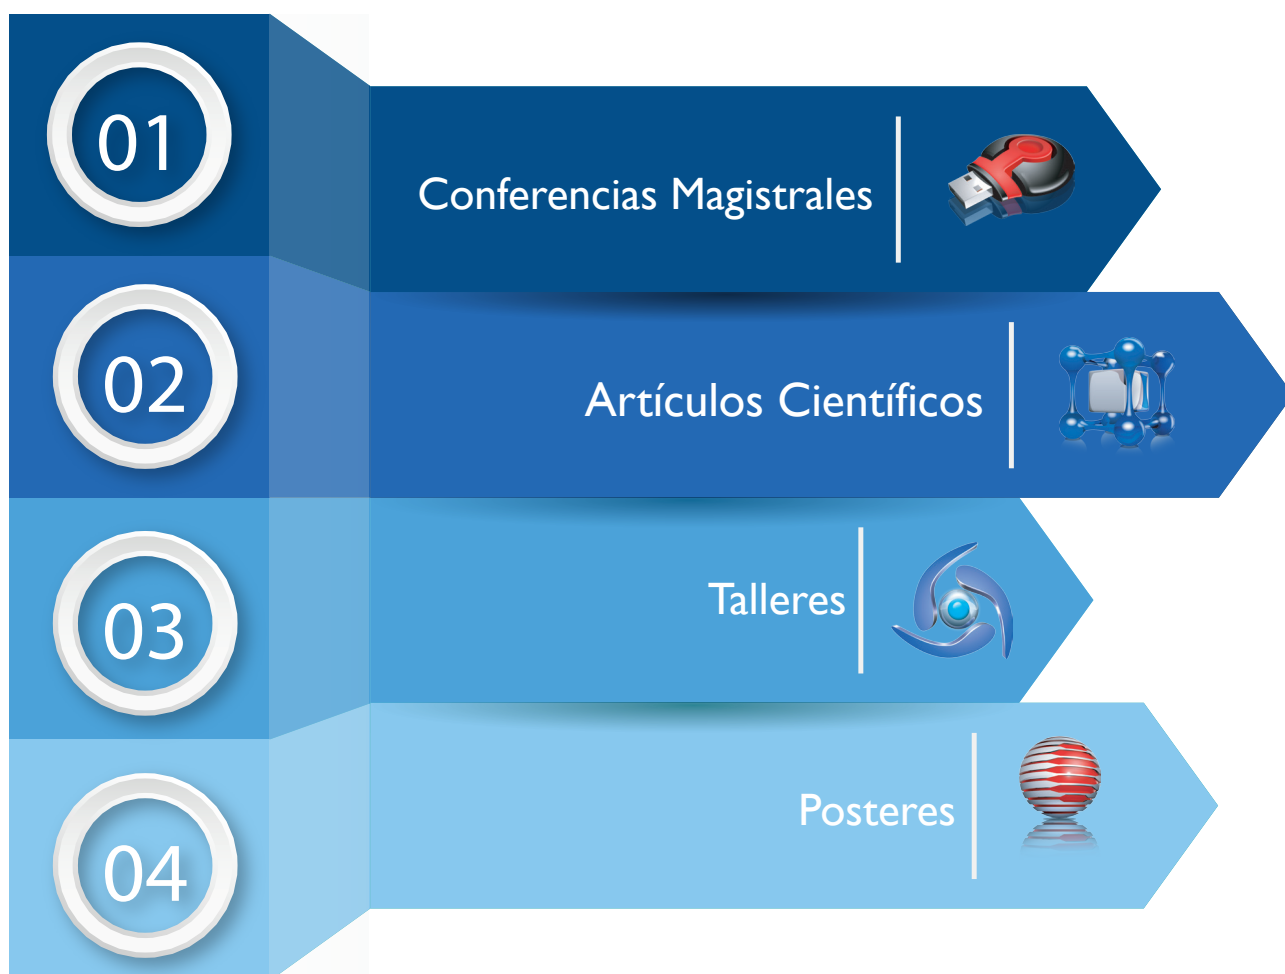 01
Conferencias Magistrales
02
Artículos Científicos
03
Talleres
04
Posteres